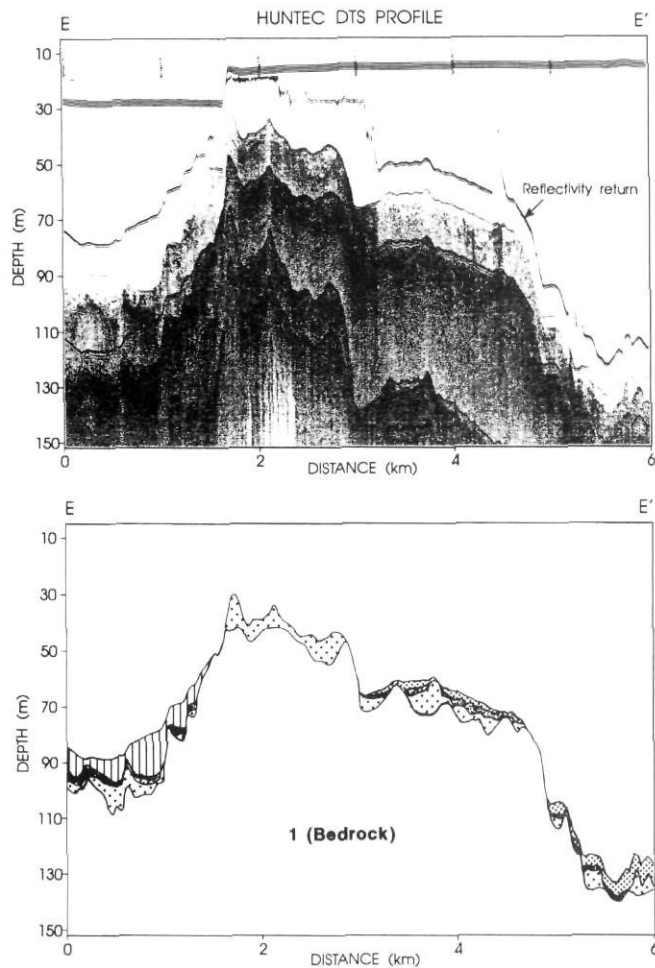 HUNTEC DTS PROFILE
E E'
10
30
50
70
90
110
130
150
DEPTH (m)
Reflectivity return
0 2 4 6
DISTANCE (km)
E E'
10
30
50
70
90
110
130
150
DEPTH (m)
1 (Bedrock)
0 2 4 6
DISTANCE (km)